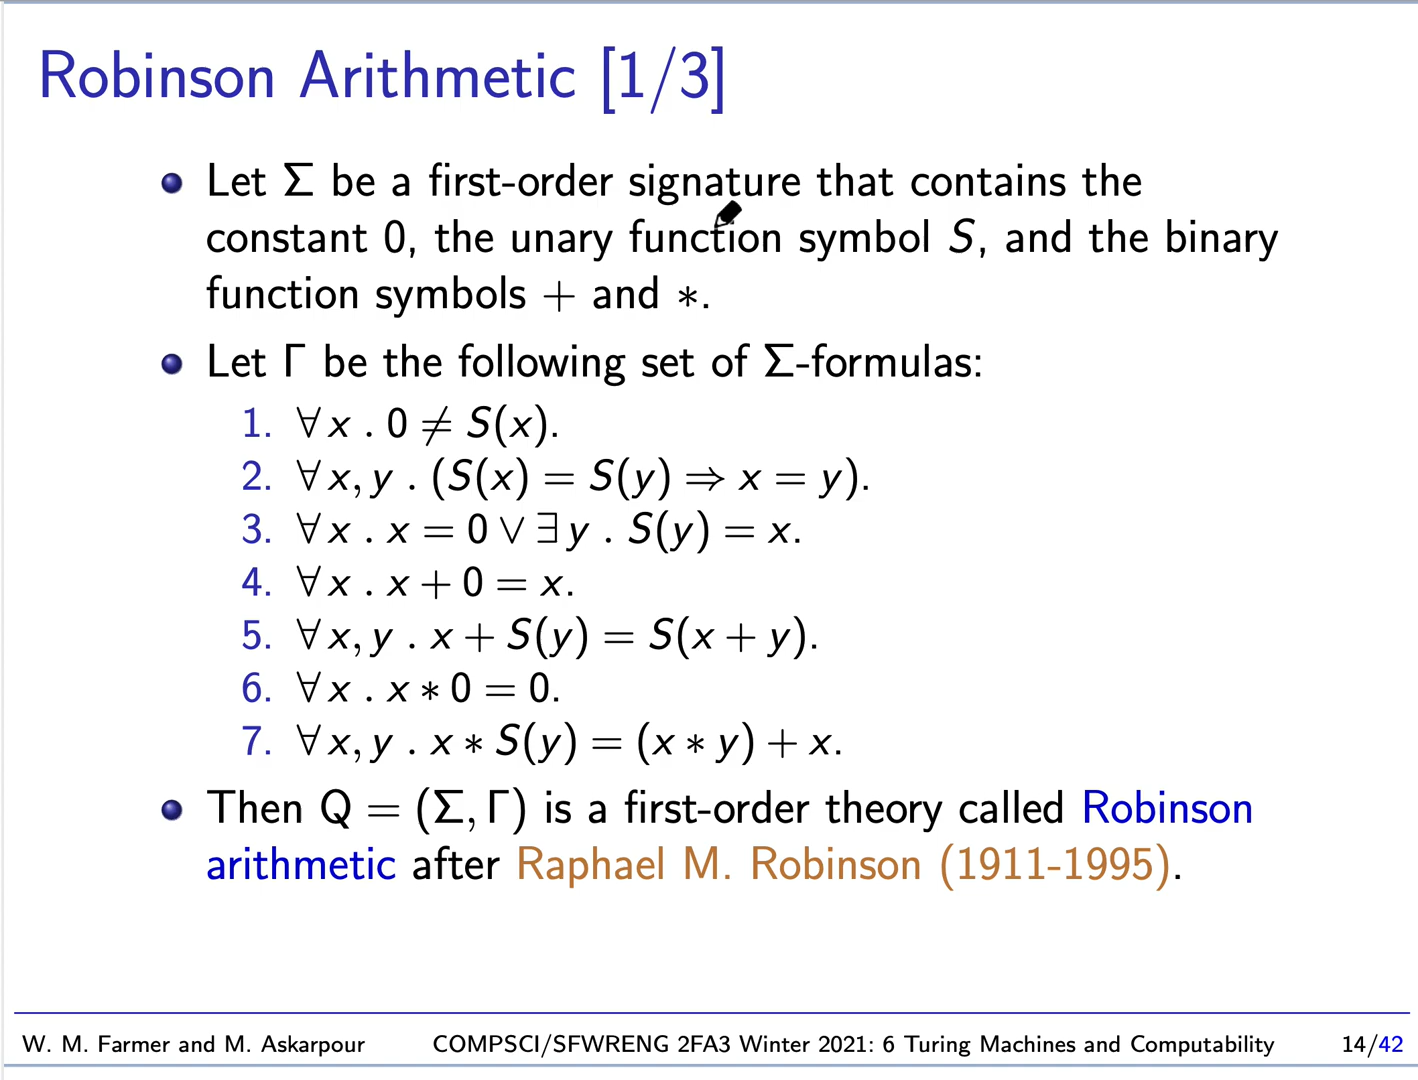 Robinson Arithmetic [1/3]
Let Σ be a first-order signature that contains the
constant 0, the unary function symbol S, and the binary
function symbols + and ∗.
Let Γ be the following set of Σ-formulas:
1. ∀ x . 0 ≠ S(x).
2. ∀ x, y . (S(x) = S(y) ⇒ x = y).
3. ∀ x . x = 0 ∨ ∃ y . S(y) = x.
4. ∀ x . x + 0 = x.
5. ∀ x, y . x + S(y) = S(x + y).
6. ∀ x . x ∗ 0 = 0.
7. ∀ x, y . x ∗ S(y) = (x ∗ y) + x.
Then Q = (Σ, Γ) is a first-order theory called Robinson
arithmetic after Raphael M. Robinson (1911-1995).
W. M. Farmer and M. Askarpour COMPSCI/SFWRENG 2FA3 Winter 2021: 6 Turing Machines and Computability 14/42